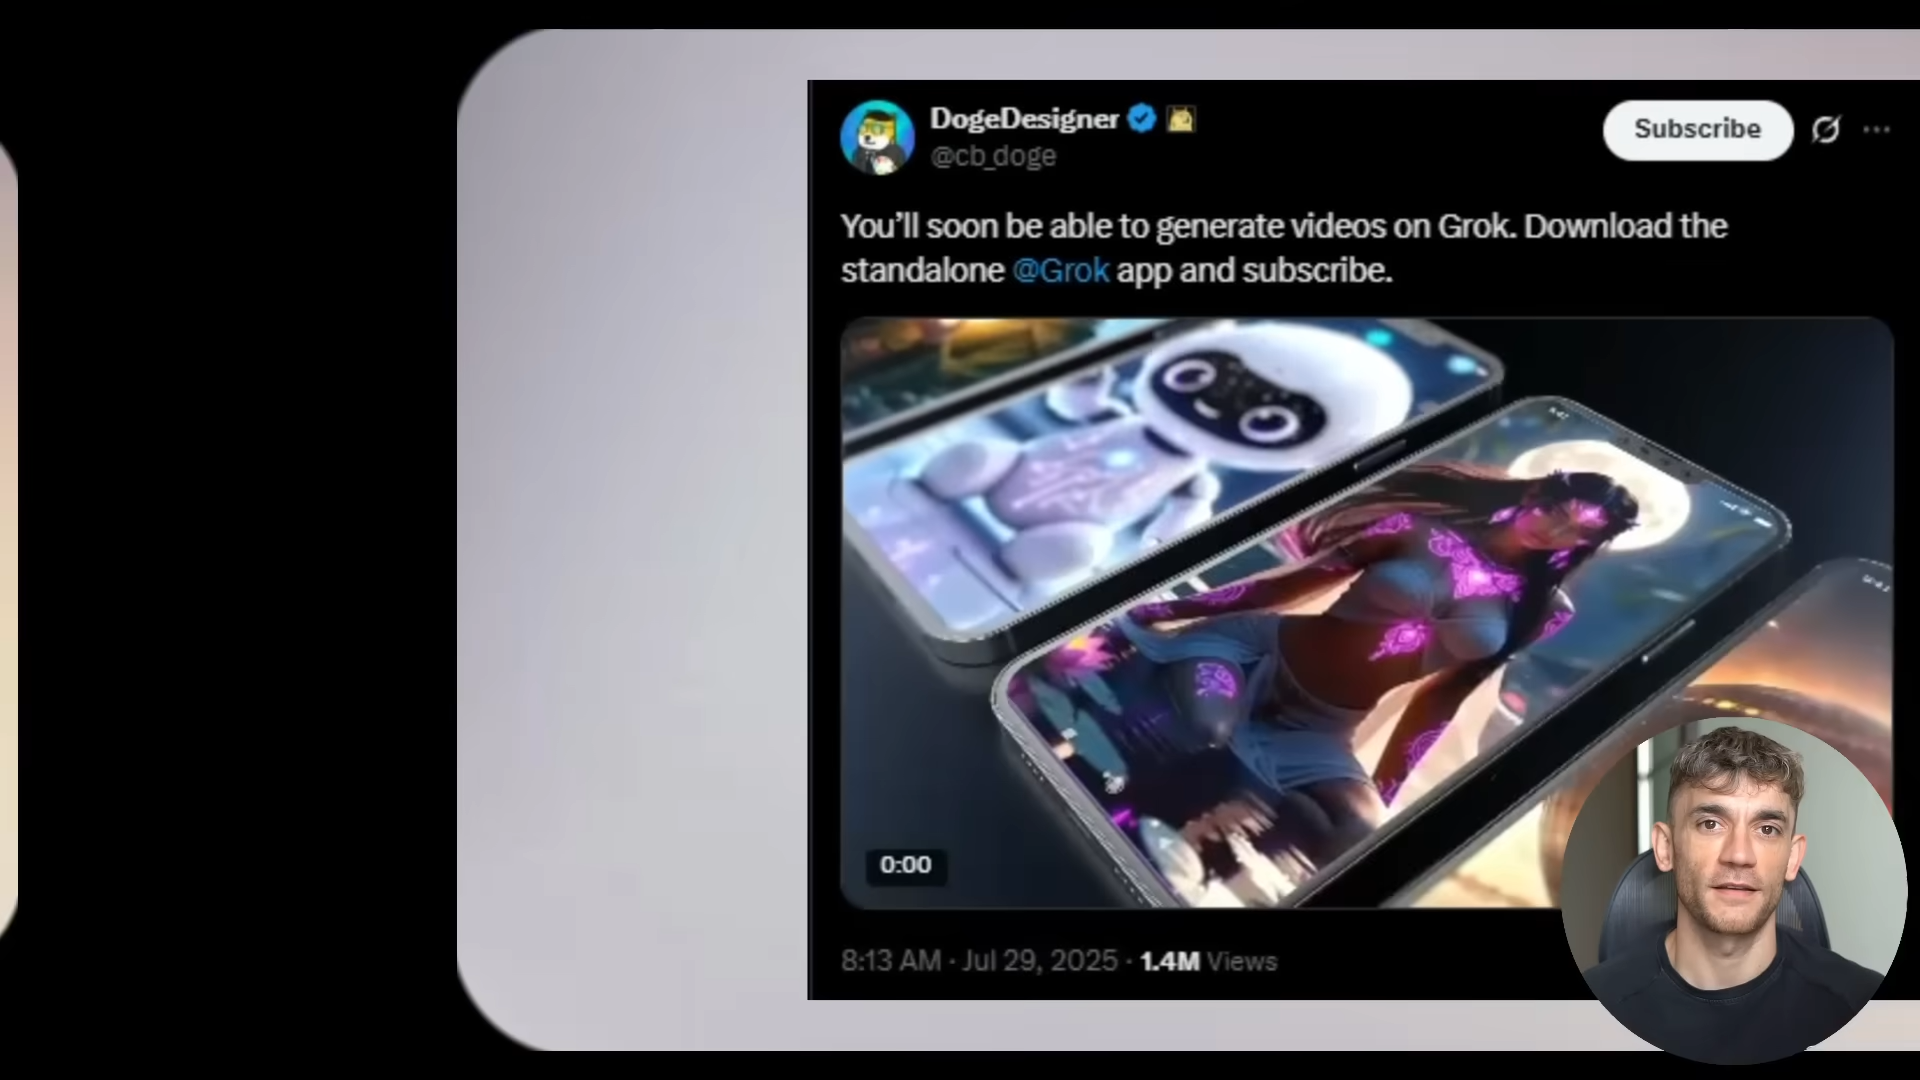 DogeDesigner
Subscribe
@cb_doge
You’ll soon be able to generate videos on Grok. Download the
standalone @Grok app and subscribe.
0:00
8:13 AM · Jul 29, 2025 · 1.4M Views